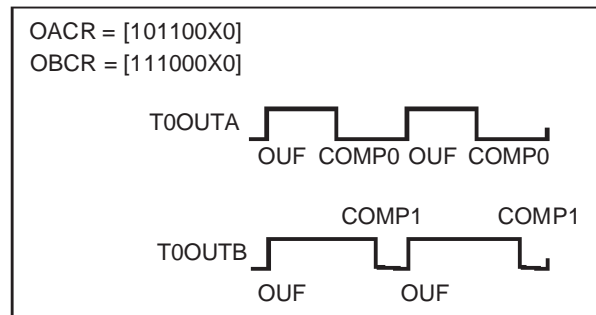 OACR = [101100X0]
OBCR = [111000X0]
T0OUTA
OUF COMP0 OUF COMP0
COMP1 COMP1
T0OUTB
OUF OUF